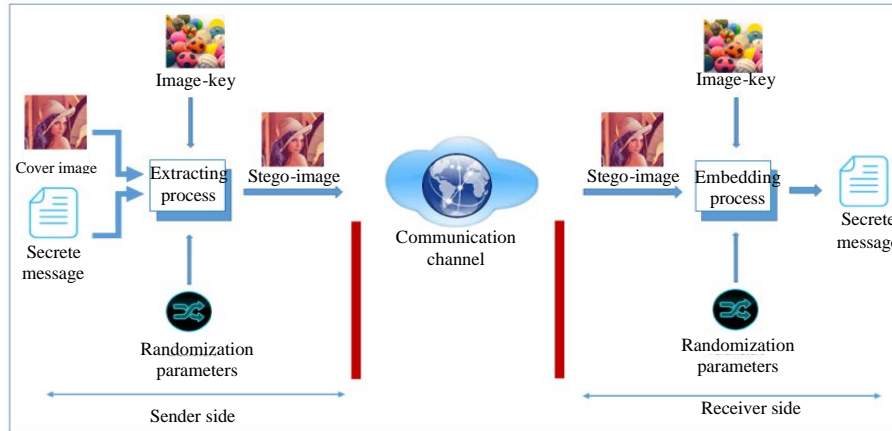 Image-key
Cover image
Extracting
process
Stego-image
Secrete
message
Randomization
parameters
Sender side
Communication
channel
Image-key
Stego-image
Embedding
process
Secrete
message
Randomization
parameters
Receiver side